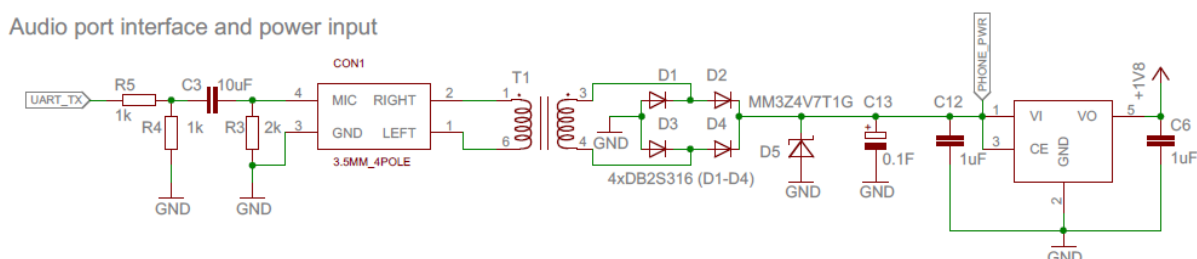 Audio port interface and power input
CON1
UART_TX
R5
1k
R4
1k
C3
10uF
R3
2k
4
3
MIC
GND
RIGHT
LEFT
2
1
3.5MM_4POLE
T1
1
6
3
4
D1
D2
D3
D4
GND
4xDB2S316 (D1-D4)
MM3Z4V7T1G
D5
GND
C13
+
0.1F
GND
C12
1uF
PHONE_PWR
1
3
VI
CE
GND
VO
2
5
+1V8
C6
1uF
GND
GND
GND